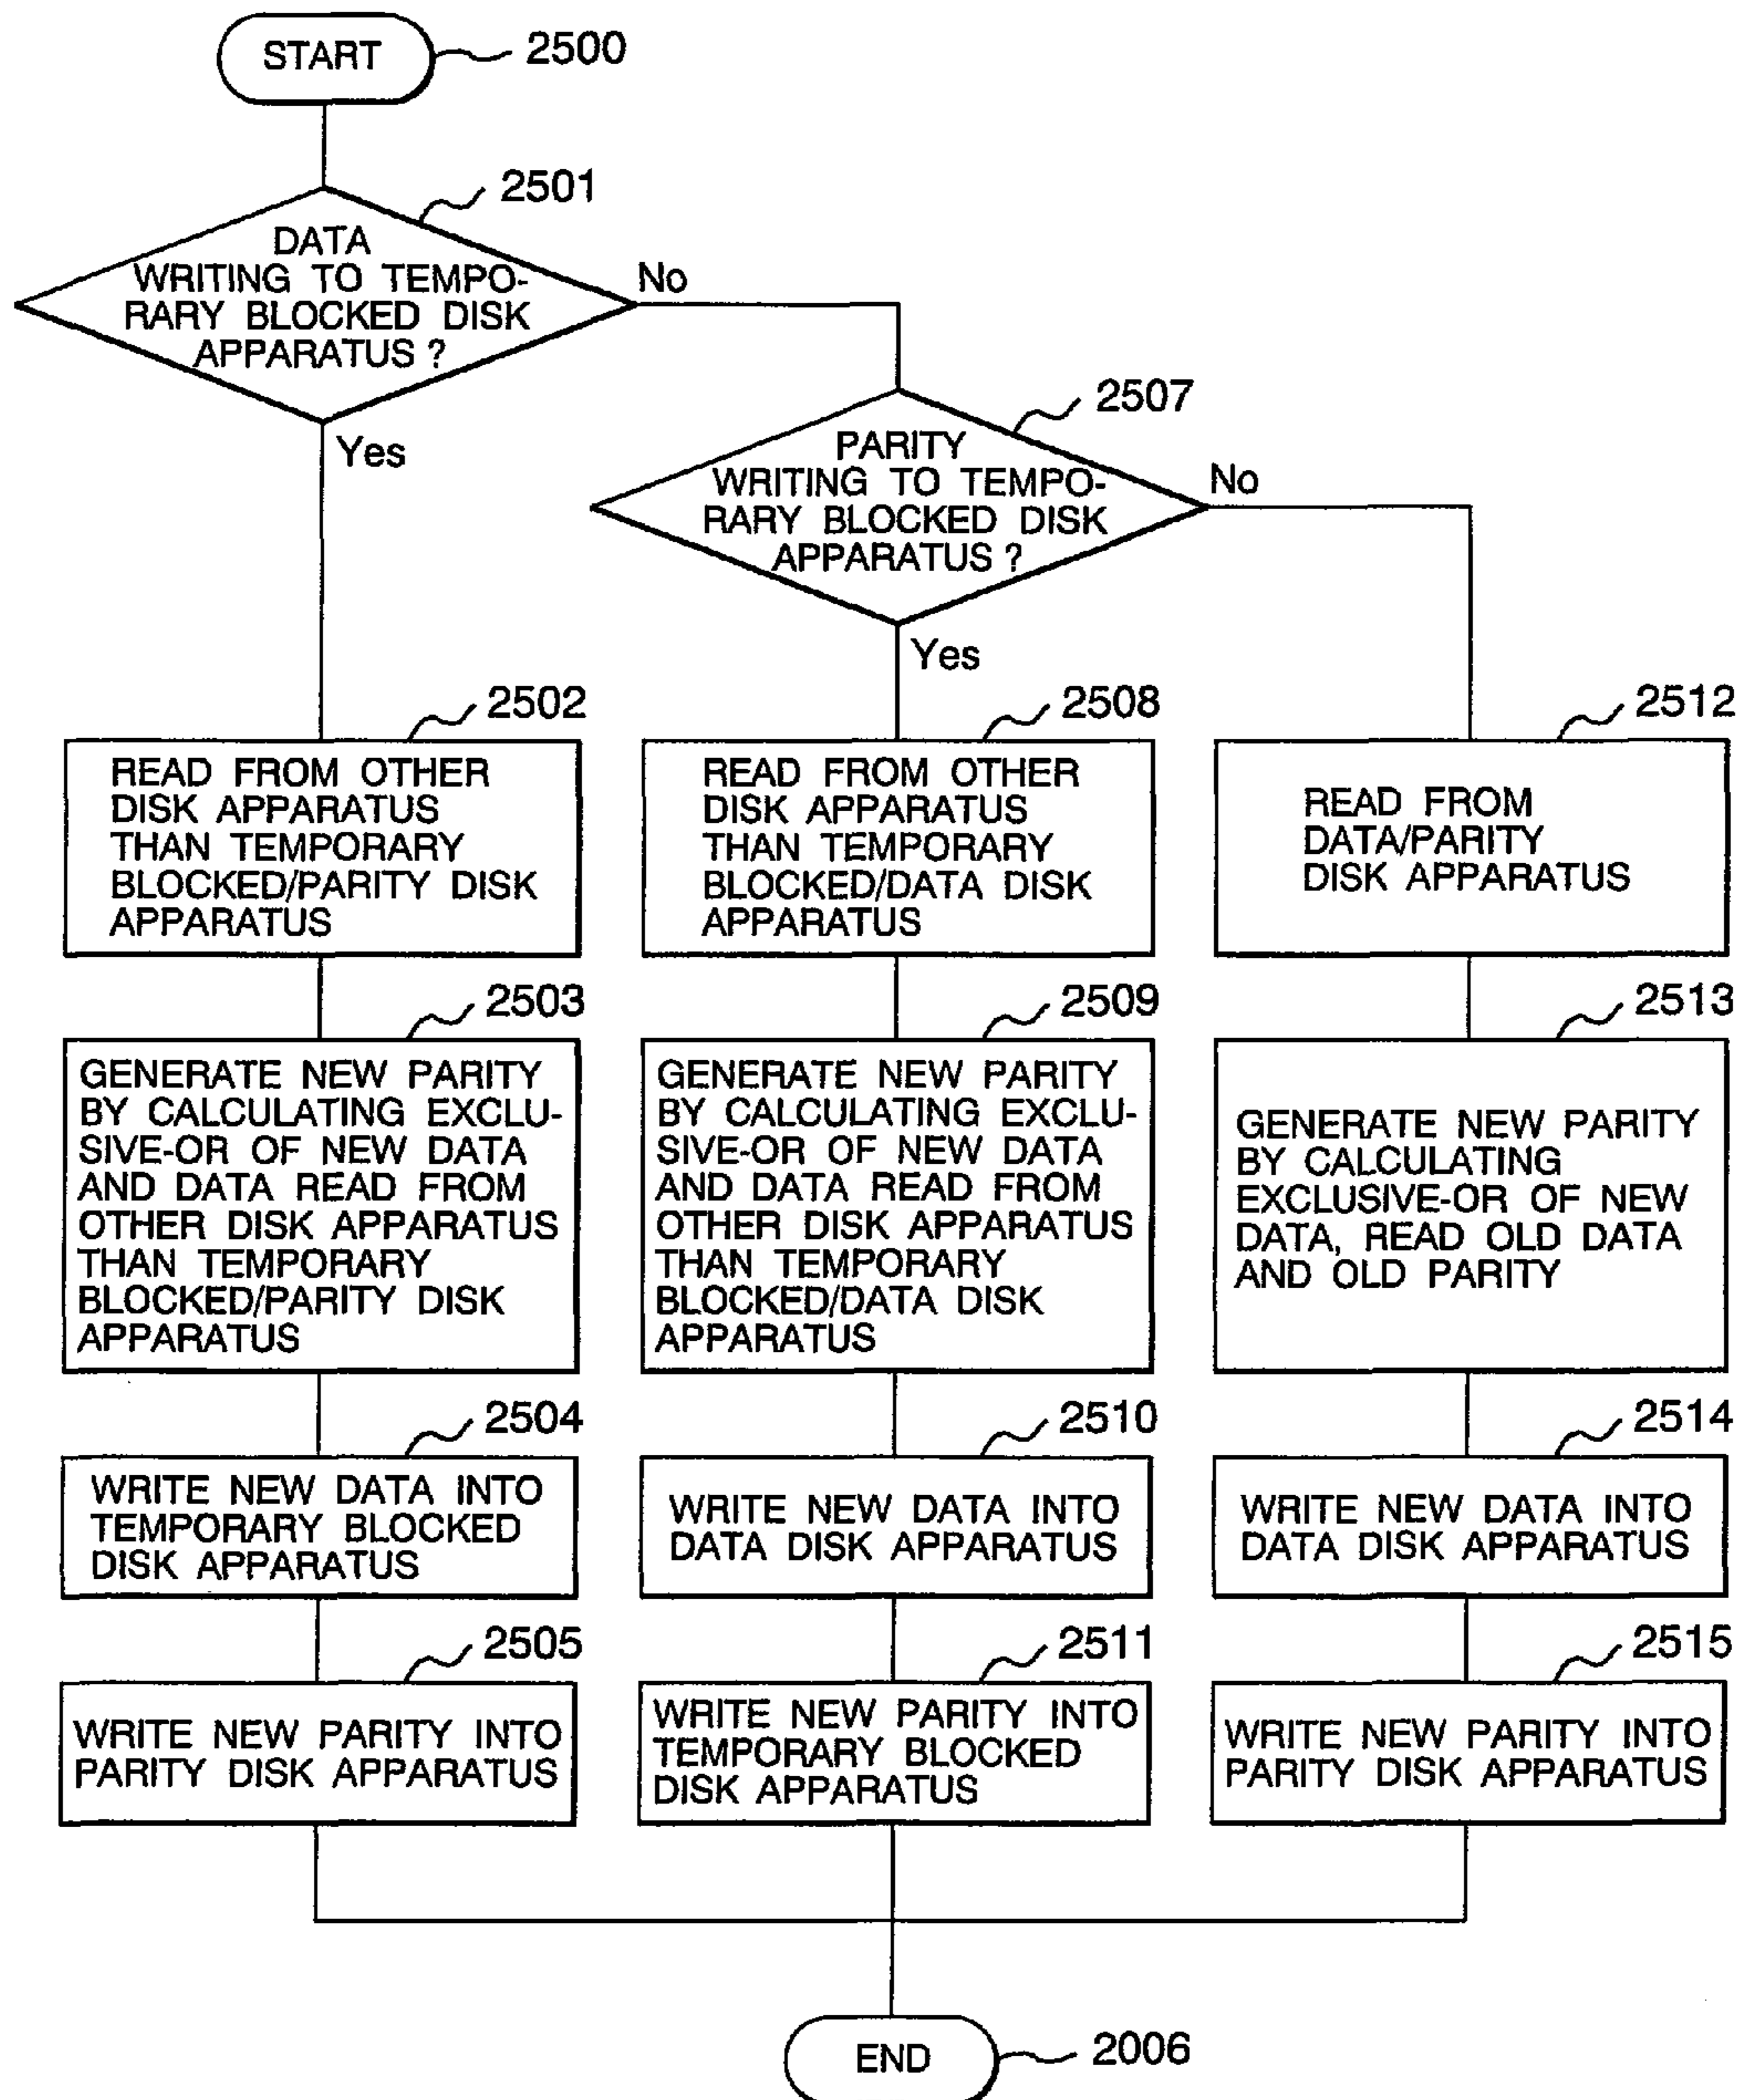 START
2500
2501
DATA
WRITING TO TEMPO-
RARY BLOCKED DISK
APPARATUS ?
No
Yes
2507
PARITY
WRITING TO TEMPO-
RARY BLOCKED DISK
APPARATUS ?
No
Yes
2502
READ FROM OTHER
DISK APPARATUS
THAN TEMPORARY
BLOCKED/PARITY DISK
APPARATUS
2508
READ FROM OTHER
DISK APPARATUS
THAN TEMPORARY
BLOCKED/DATA DISK
APPARATUS
2512
READ FROM
DATA/PARITY
DISK APPARATUS
2503
GENERATE NEW PARITY
BY CALCULATING EXCLU-
SIVE-OR OF NEW DATA
AND DATA READ FROM
OTHER DISK APPARATUS
THAN TEMPORARY
BLOCKED/PARITY DISK
APPARATUS
2509
GENERATE NEW PARITY
BY CALCULATING EXCLU-
SIVE-OR OF NEW DATA
AND DATA READ FROM
OTHER DISK APPARATUS
THAN TEMPORARY
BLOCKED/DATA DISK
APPARATUS
2513
GENERATE NEW PARITY
BY CALCULATING
EXCLUSIVE-OR OF NEW
DATA, READ OLD DATA
AND OLD PARITY
2504
WRITE NEW DATA INTO
TEMPORARY BLOCKED
DISK APPARATUS
2510
WRITE NEW DATA INTO
DATA DISK APPARATUS
2514
WRITE NEW DATA INTO
DATA DISK APPARATUS
2505
WRITE NEW PARITY INTO
PARITY DISK APPARATUS
2511
WRITE NEW PARITY INTO
TEMPORARY BLOCKED
DISK APPARATUS
2515
WRITE NEW PARITY INTO
PARITY DISK APPARATUS
END
2006